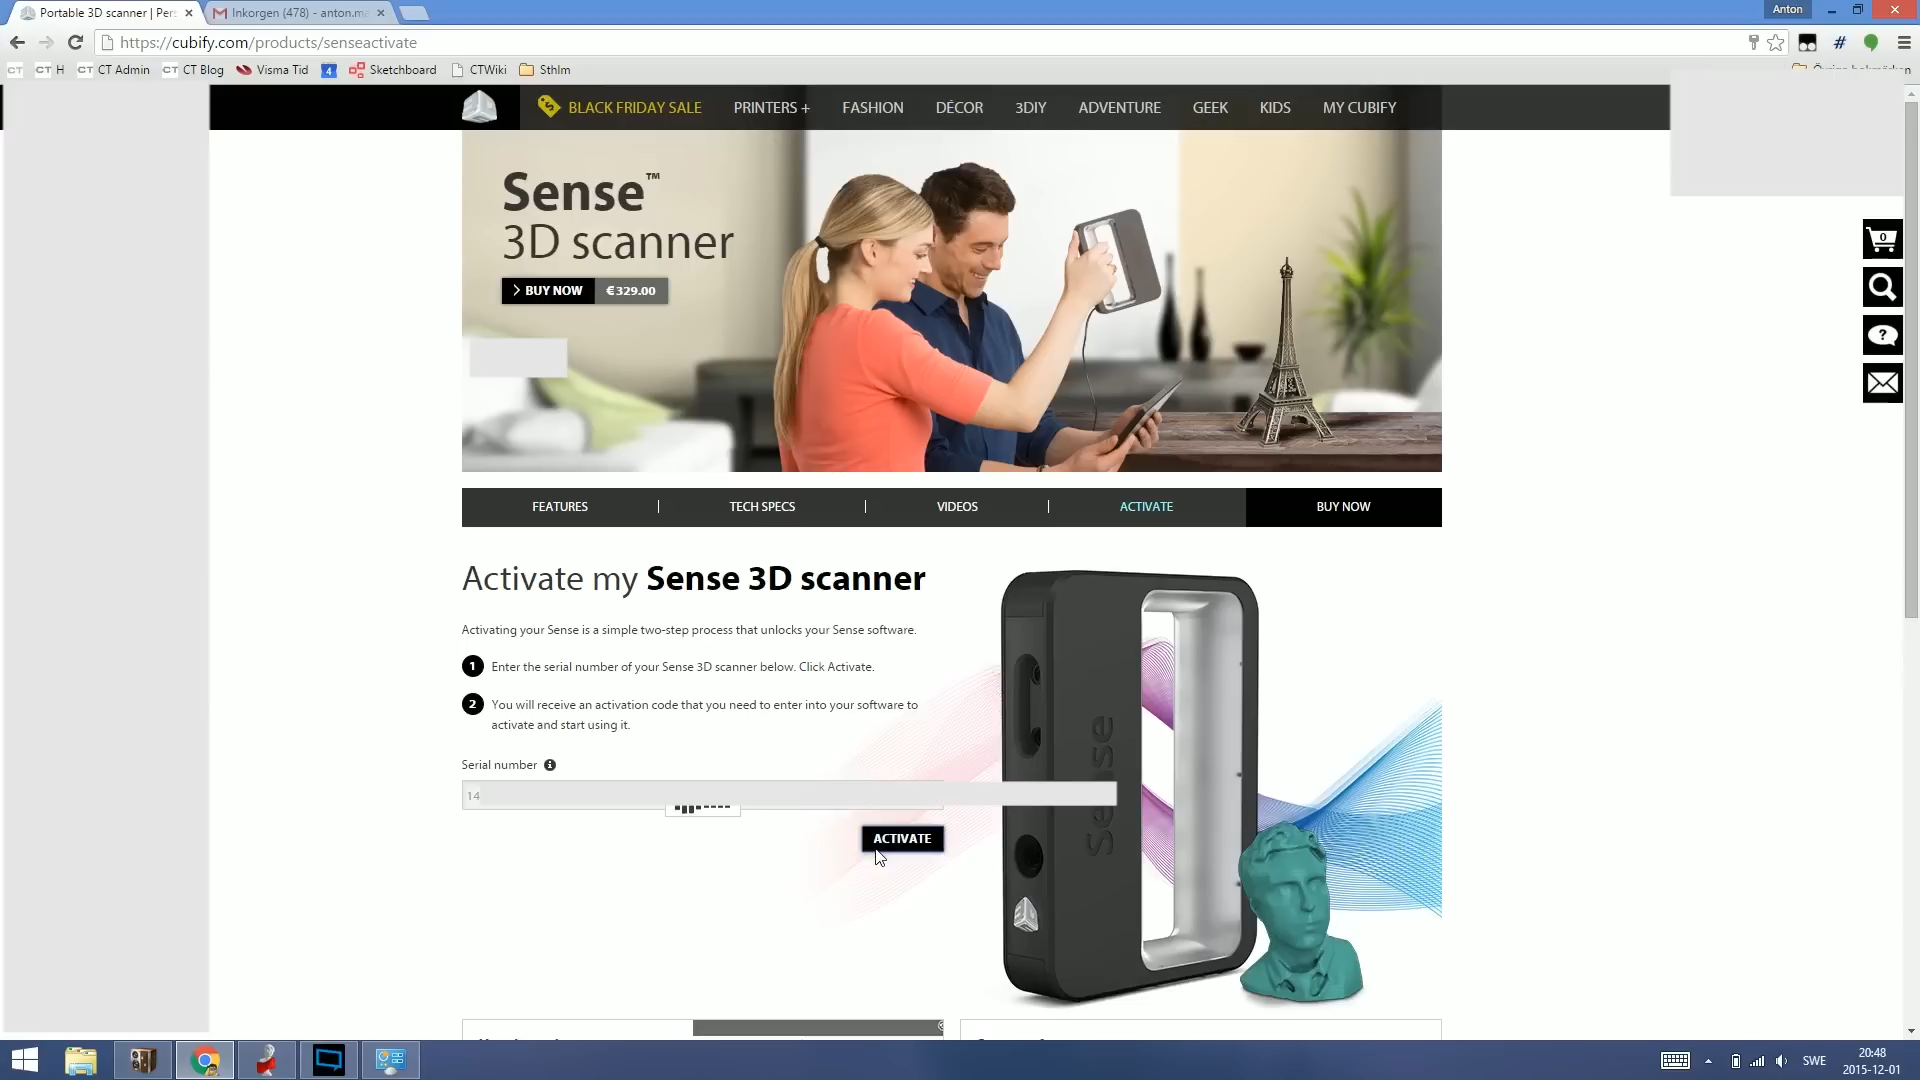 Portable 3D scanner | Per
Inkorgen (478) - anton.m
Anton
https://cubify.com/products/senseactivate
#
CT
CT H
CT CT Admin
CT CT Blog
Visma Tid
4
Sketchboard
CTWiki
Sthlm
BLACK FRIDAY SALE
PRINTERS +
FASHION
DÉCOR
3DIY
ADVENTURE
GEEK
KIDS
MY CUBIFY
Sense™
3D scanner
BUY NOW €329.00
0
?
FEATURES
TECH SPECS
VIDEOS
ACTIVATE
BUY NOW
Activate my Sense 3D scanner
Activating your Sense is a simple two-step process that unlocks your Sense software.
1 Enter the serial number of your Sense 3D scanner below. Click Activate.
2 You will receive an activation code that you need to enter into your software to
activate and start using it.
Serial number
14
ACTIVATE
Sense
SWE
20:48
2015-12-01